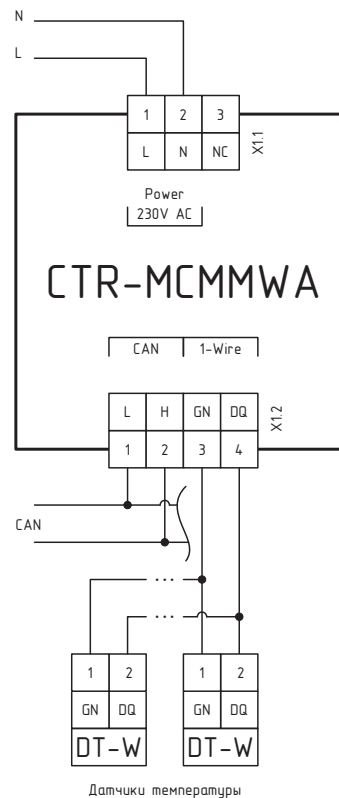 N
L
1 2 3
L N NC
X1.1
Power
230V AC
CTR-MCMMWA
CAN 1-Wire
L H GN DQ
X1.2
1 2 3 4
CAN
...
...
1 2 1 2
GN DQ GN DQ
DT-W DT-W
Датчики температуры